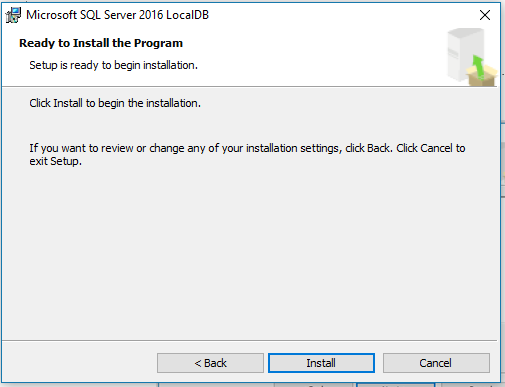 Microsoft SQL Server 2016 LocalDB
Ready to Install the Program
Setup is ready to begin installation.
Click Install to begin the installation.
If you want to review or change any of your installation settings, click Back. Click Cancel to
exit Setup.
< Back
Install
Cancel